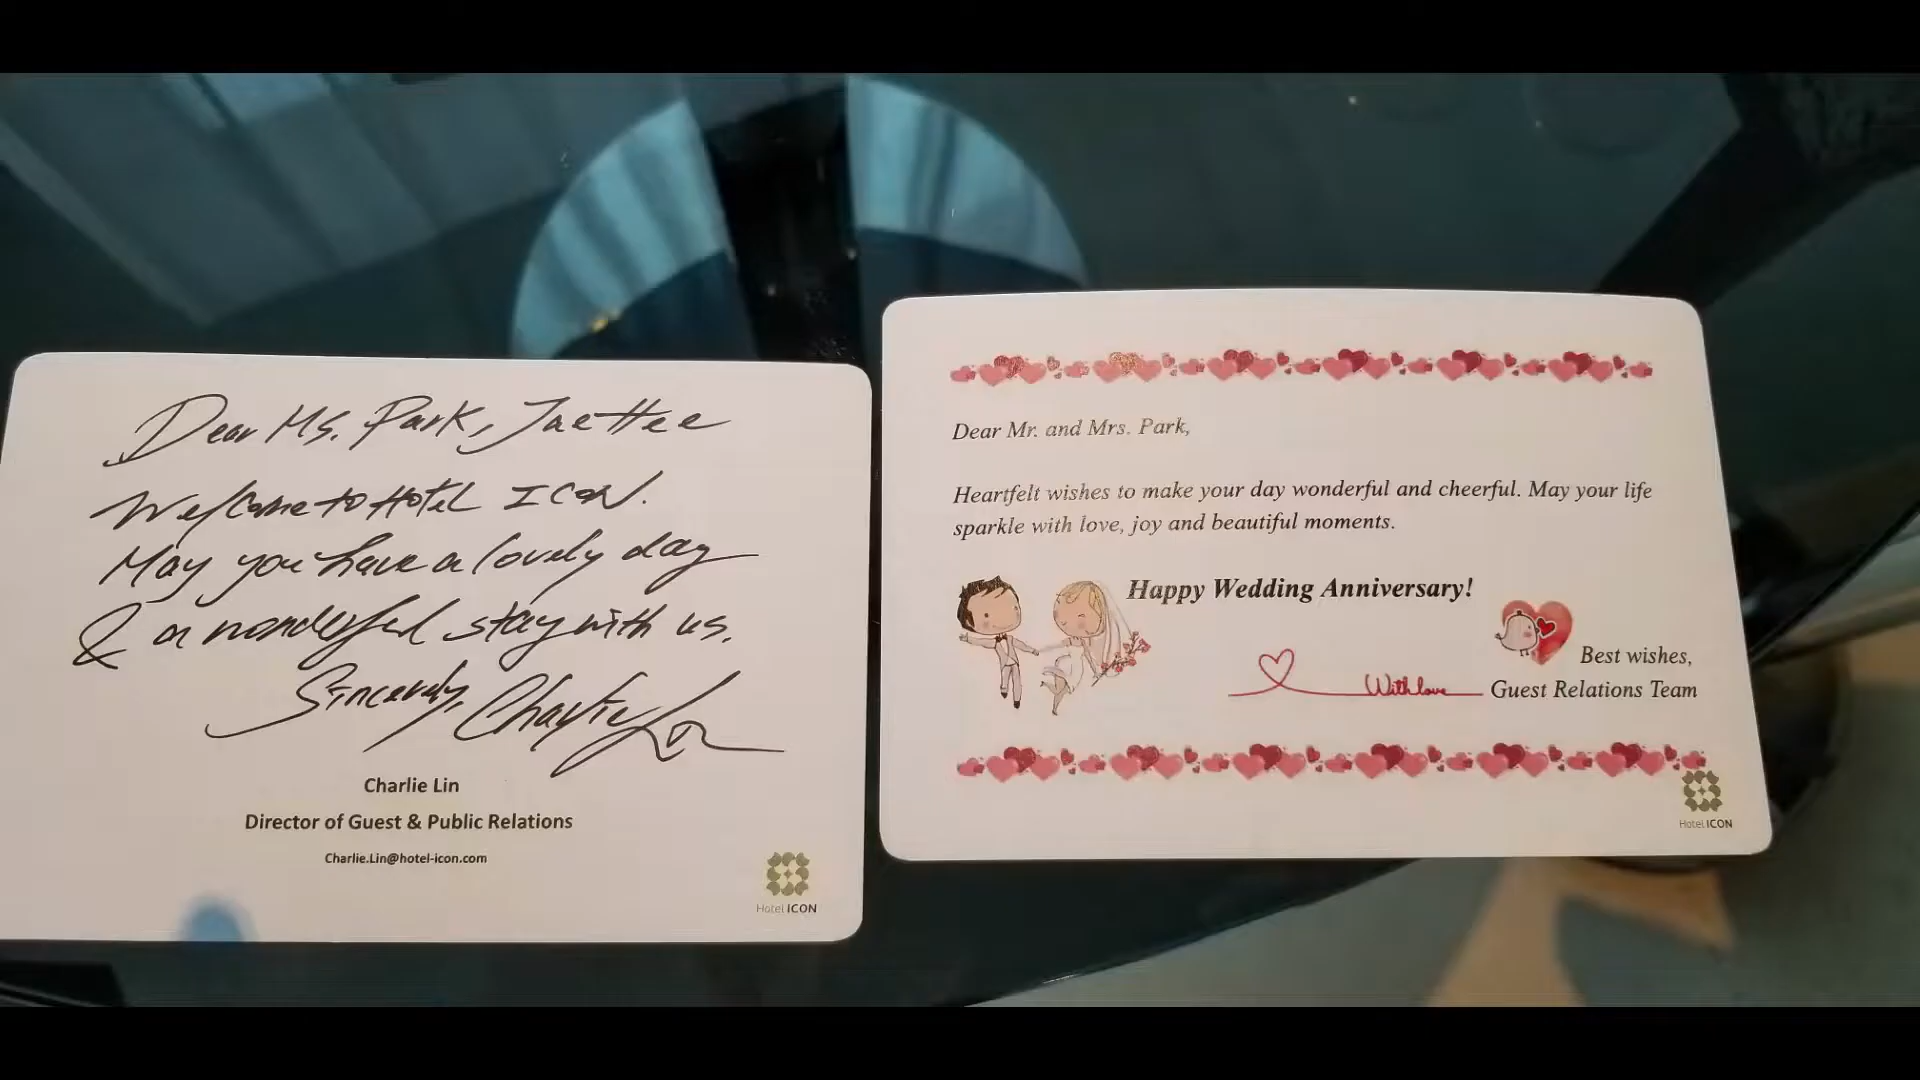 Dear Ms. Park, JaeHee
Welcome to Hotel ICON.
May you have a lovely day
& a wonderful stay with us.
Sincerely, Charlie Lin
Charlie Lin
Director of Guest & Public Relations
Charlie.Lin@hotel-icon.com
Hotel ICON
Dear Mr. and Mrs. Park,
Heartfelt wishes to make your day wonderful and cheerful. May your life
sparkle with love, joy and beautiful moments.
Happy Wedding Anniversary!
Best wishes,
With love Guest Relations Team
Hotel ICON